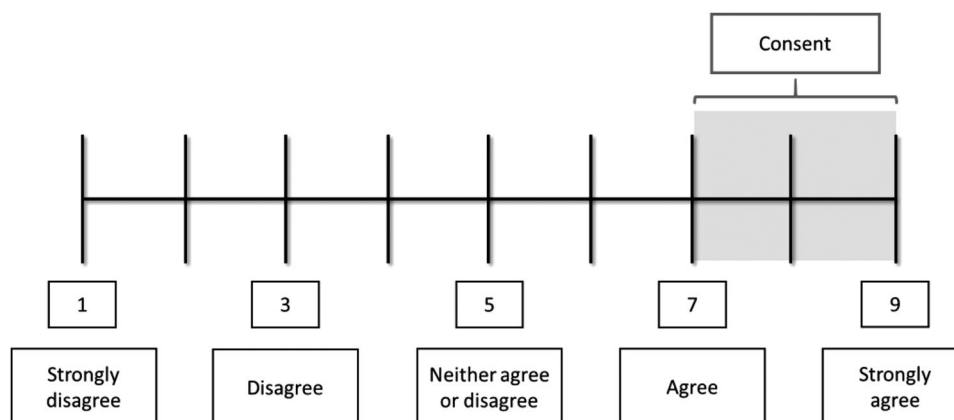 Consent
1
3
5
7
9
Strongly
disagree
Disagree
Neither agree
or disagree
Agree
Strongly
agree